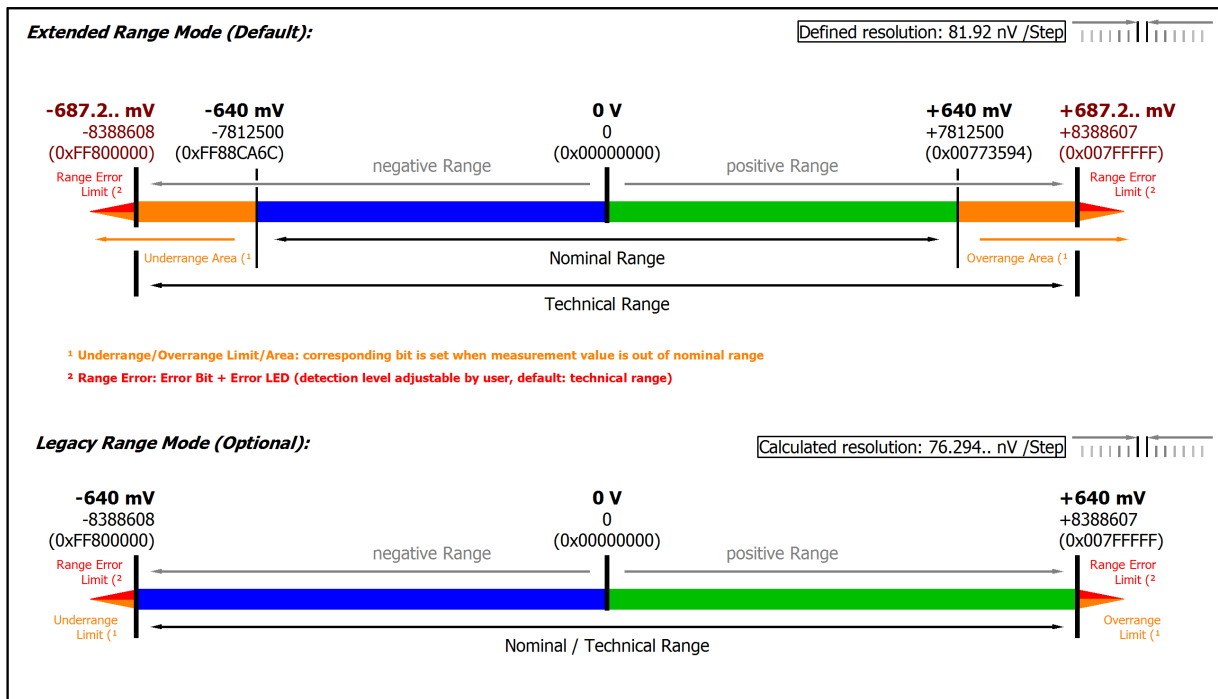 Extended Range Mode (Default):
Defined resolution: 81.92 nV /Step
-687.2.. mV
-8388608
(0xFF800000)
-640 mV
-7812500
(0xFF88CA6C)
0 V
0
(0x00000000)
+640 mV
+7812500
(0x00773594)
+687.2.. mV
+8388607
(0x007FFFFF)
negative Range
positive Range
Range Error
Limit (²
Range Error
Limit (²
Underrange Area (¹
Nominal Range
Overrange Area (¹
Technical Range
¹ Underrange/Overrange Limit/Area: corresponding bit is set when measurement value is out of nominal range
² Range Error: Error Bit + Error LED (detection level adjustable by user, default: technical range)
Legacy Range Mode (Optional):
Calculated resolution: 76.294.. nV /Step
-640 mV
-8388608
(0xFF800000)
0 V
0
(0x00000000)
+640 mV
+8388607
(0x007FFFFF)
negative Range
positive Range
Range Error
Limit (²
Range Error
Limit (²
Underrange
Limit (¹
Overrange
Limit (¹
Nominal / Technical Range